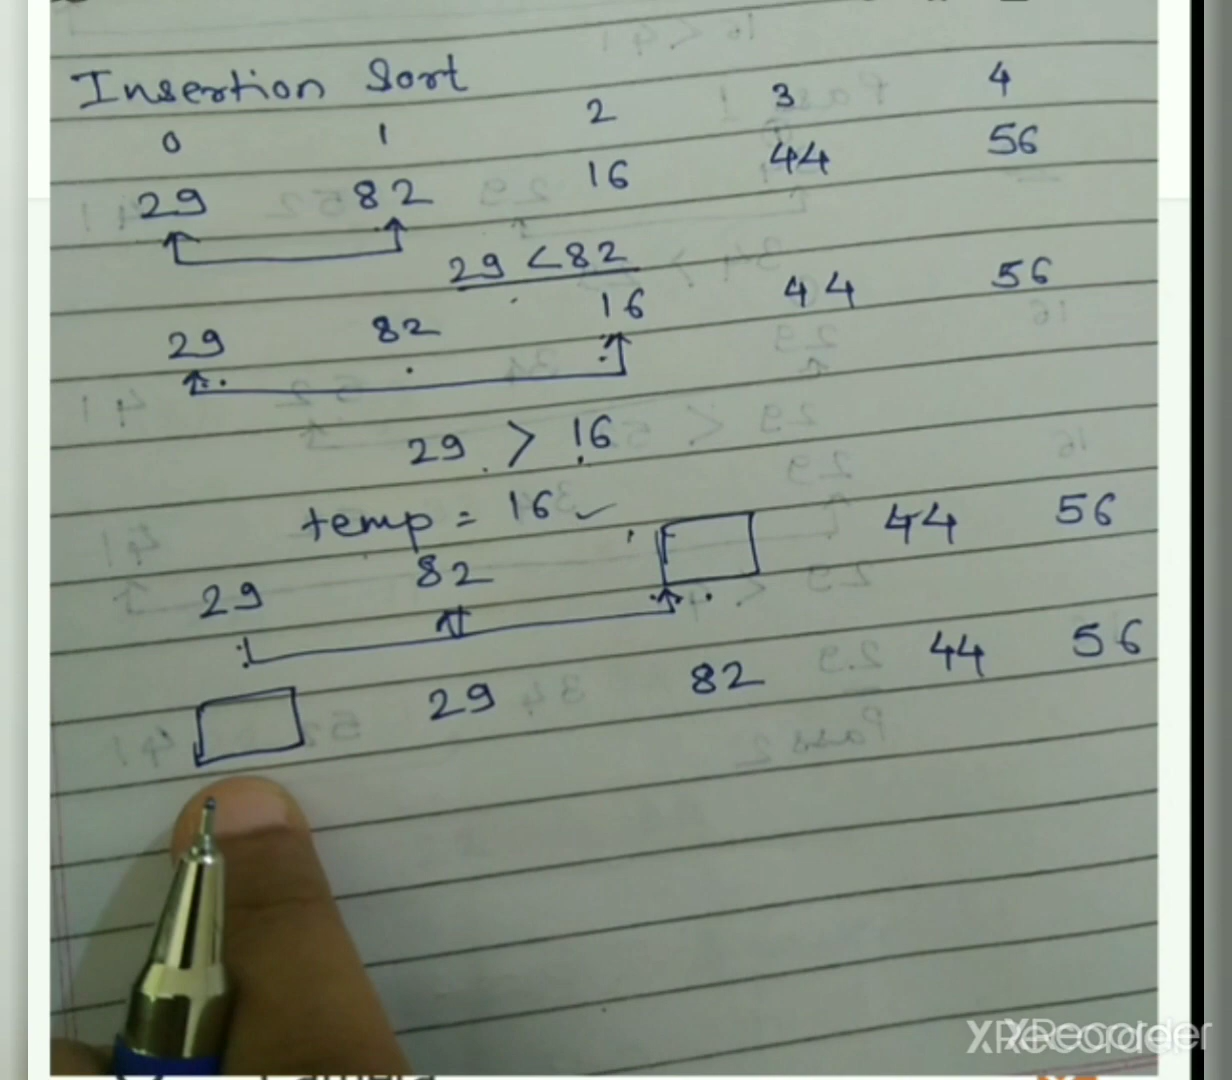 Insertion Sort
0 1 2 3 4
29 82 16 44 56
29 < 82
29 82 16 44 56
29 > 16
temp = 16 ✓
29 82 44 56
29 82 44 56
XRecorder